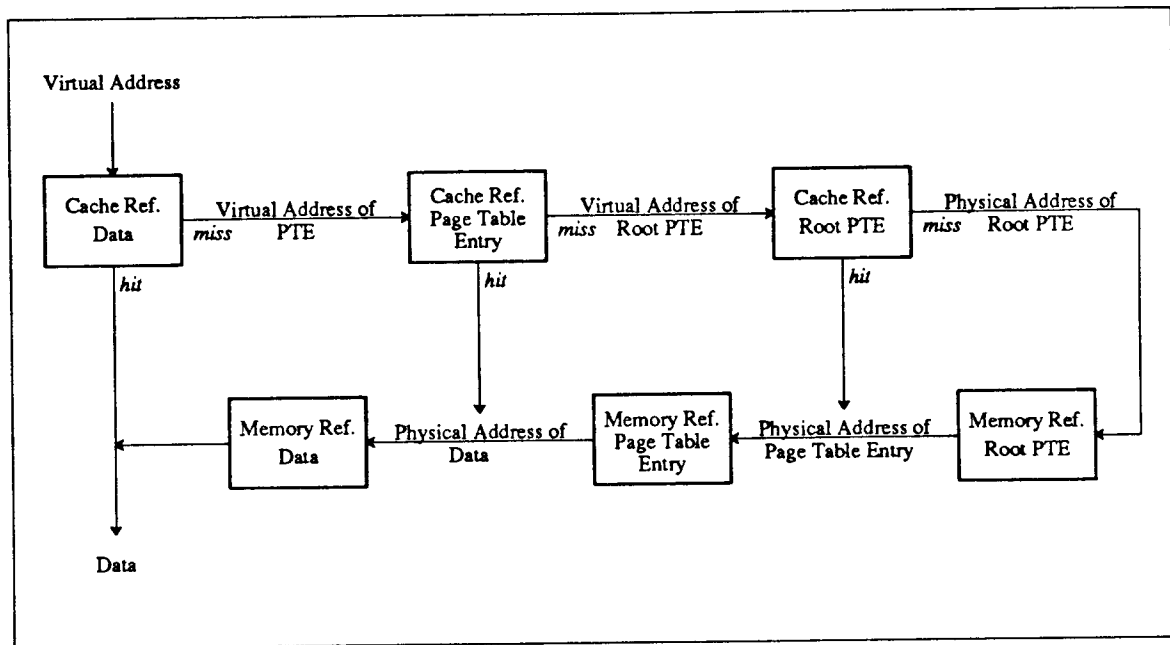 Virtual Address
Cache Ref.
Data
Virtual Address of
miss PTE
Cache Ref.
Page Table
Entry
Virtual Address of
miss Root PTE
Cache Ref.
Root PTE
Physical Address of
miss Root PTE
hit
hit
hit
Memory Ref.
Data
Physical Address of
Data
Memory Ref.
Page Table
Entry
Physical Address of
Page Table Entry
Memory Ref.
Root PTE
Data